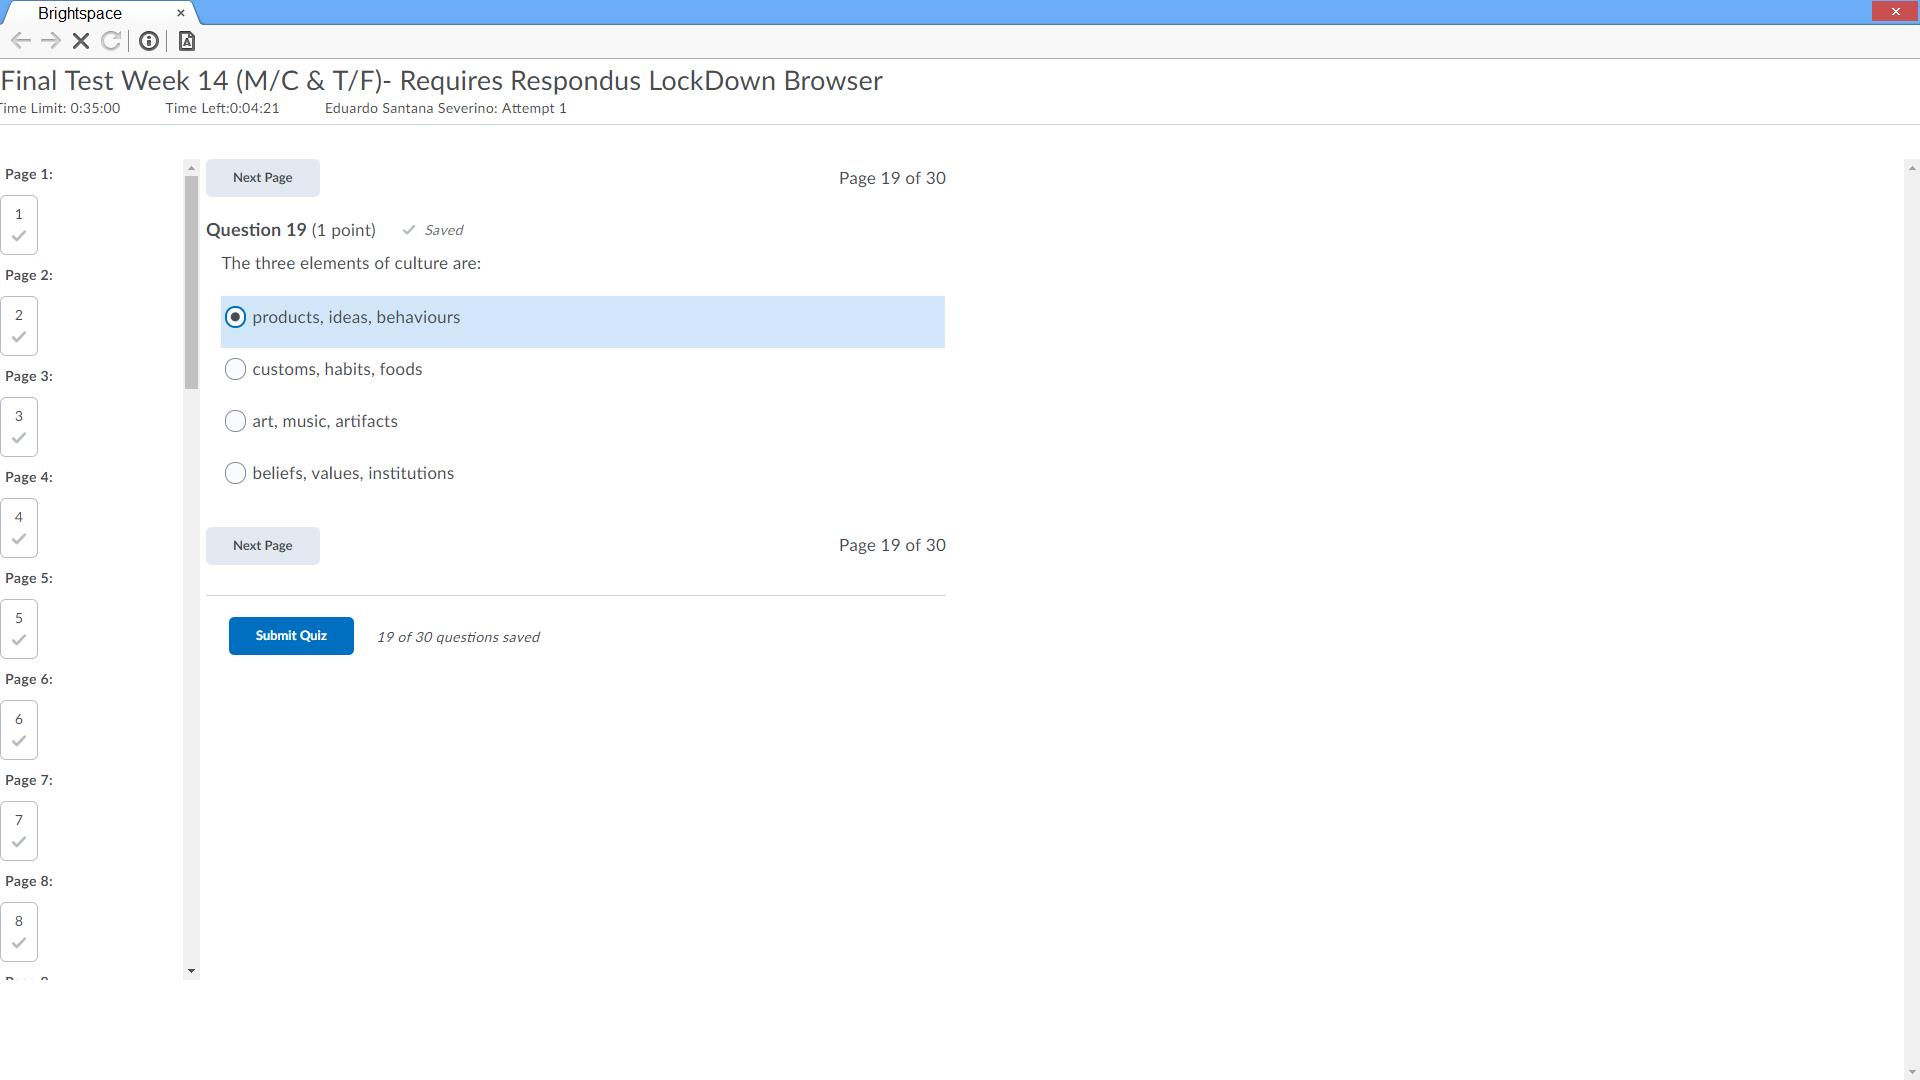 Brightspace
Final Test Week 14 (M/C & T/F)- Requires Respondus LockDown Browser
Time Limit: 0:35:00 Time Left:0:04:21 Eduardo Santana Severino: Attempt 1
Page 1:
1
Page 2:
2
Page 3:
3
Page 4:
4
Page 5:
5
Page 6:
6
Page 7:
7
Page 8:
8
Next Page Page 19 of 30
Question 19 (1 point) Saved
The three elements of culture are:
products, ideas, behaviours
customs, habits, foods
art, music, artifacts
beliefs, values, institutions
Next Page Page 19 of 30
Submit Quiz 19 of 30 questions saved